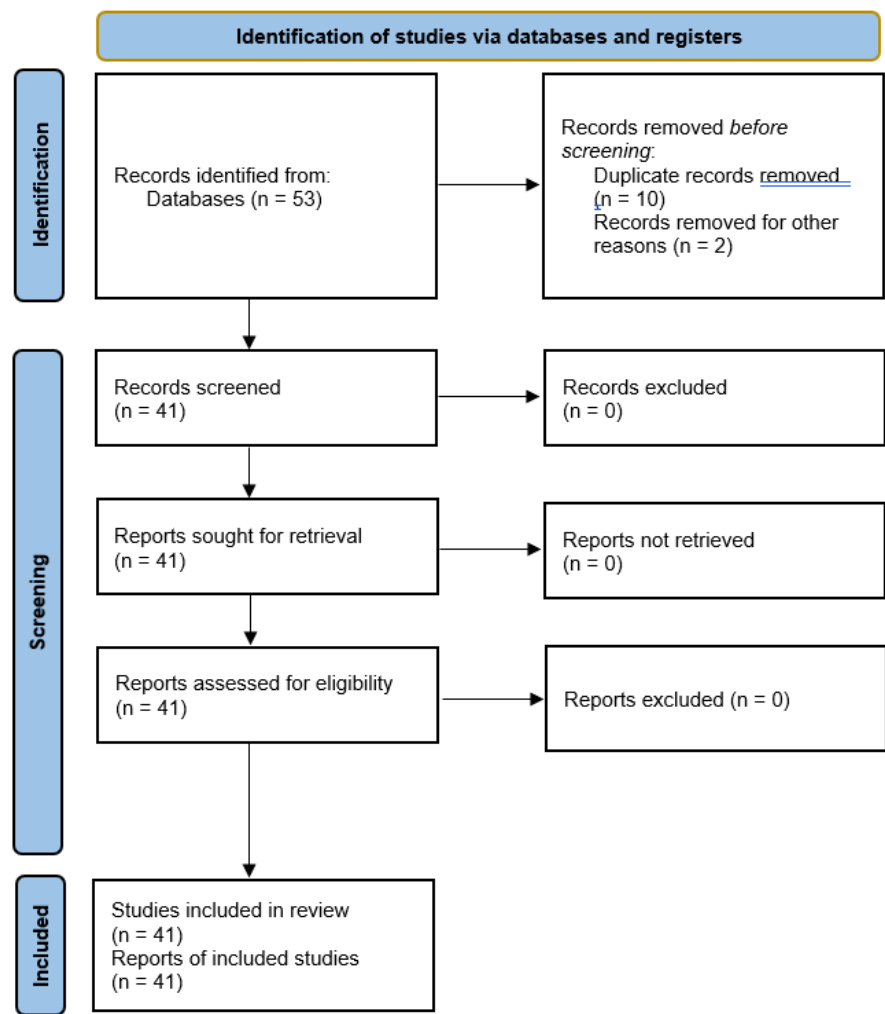 Identification of studies via databases and registers
Identification
Records identified from:
Databases (n = 53)
Records removed before
screening:
Duplicate records removed
(n = 10)
Records removed for other
reasons (n = 2)
Screening
Records screened
(n = 41)
Records excluded
(n = 0)
Reports sought for retrieval
(n = 41)
Reports not retrieved
(n = 0)
Reports assessed for eligibility
(n = 41)
Reports excluded (n = 0)
Included
Studies included in review
(n = 41)
Reports of included studies
(n = 41)